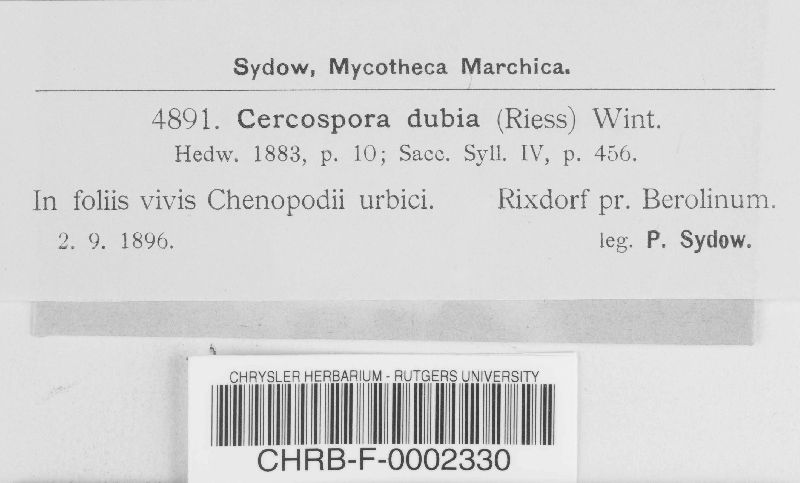 Sydow, Mycotheca Marchica.
4891. Cercospora dubia (Riess) Wint.
Hedw. 1883, p. 10; Sacc. Syll. IV, p. 456.
In foliis vivis Chenopodii urbici. Rixdorf pr. Berolinum.
2. 9. 1896. leg. P. Sydow.
CHRYSLER HERBARIUM - RUTGERS UNIVERSITY
CHRB-F-0002330